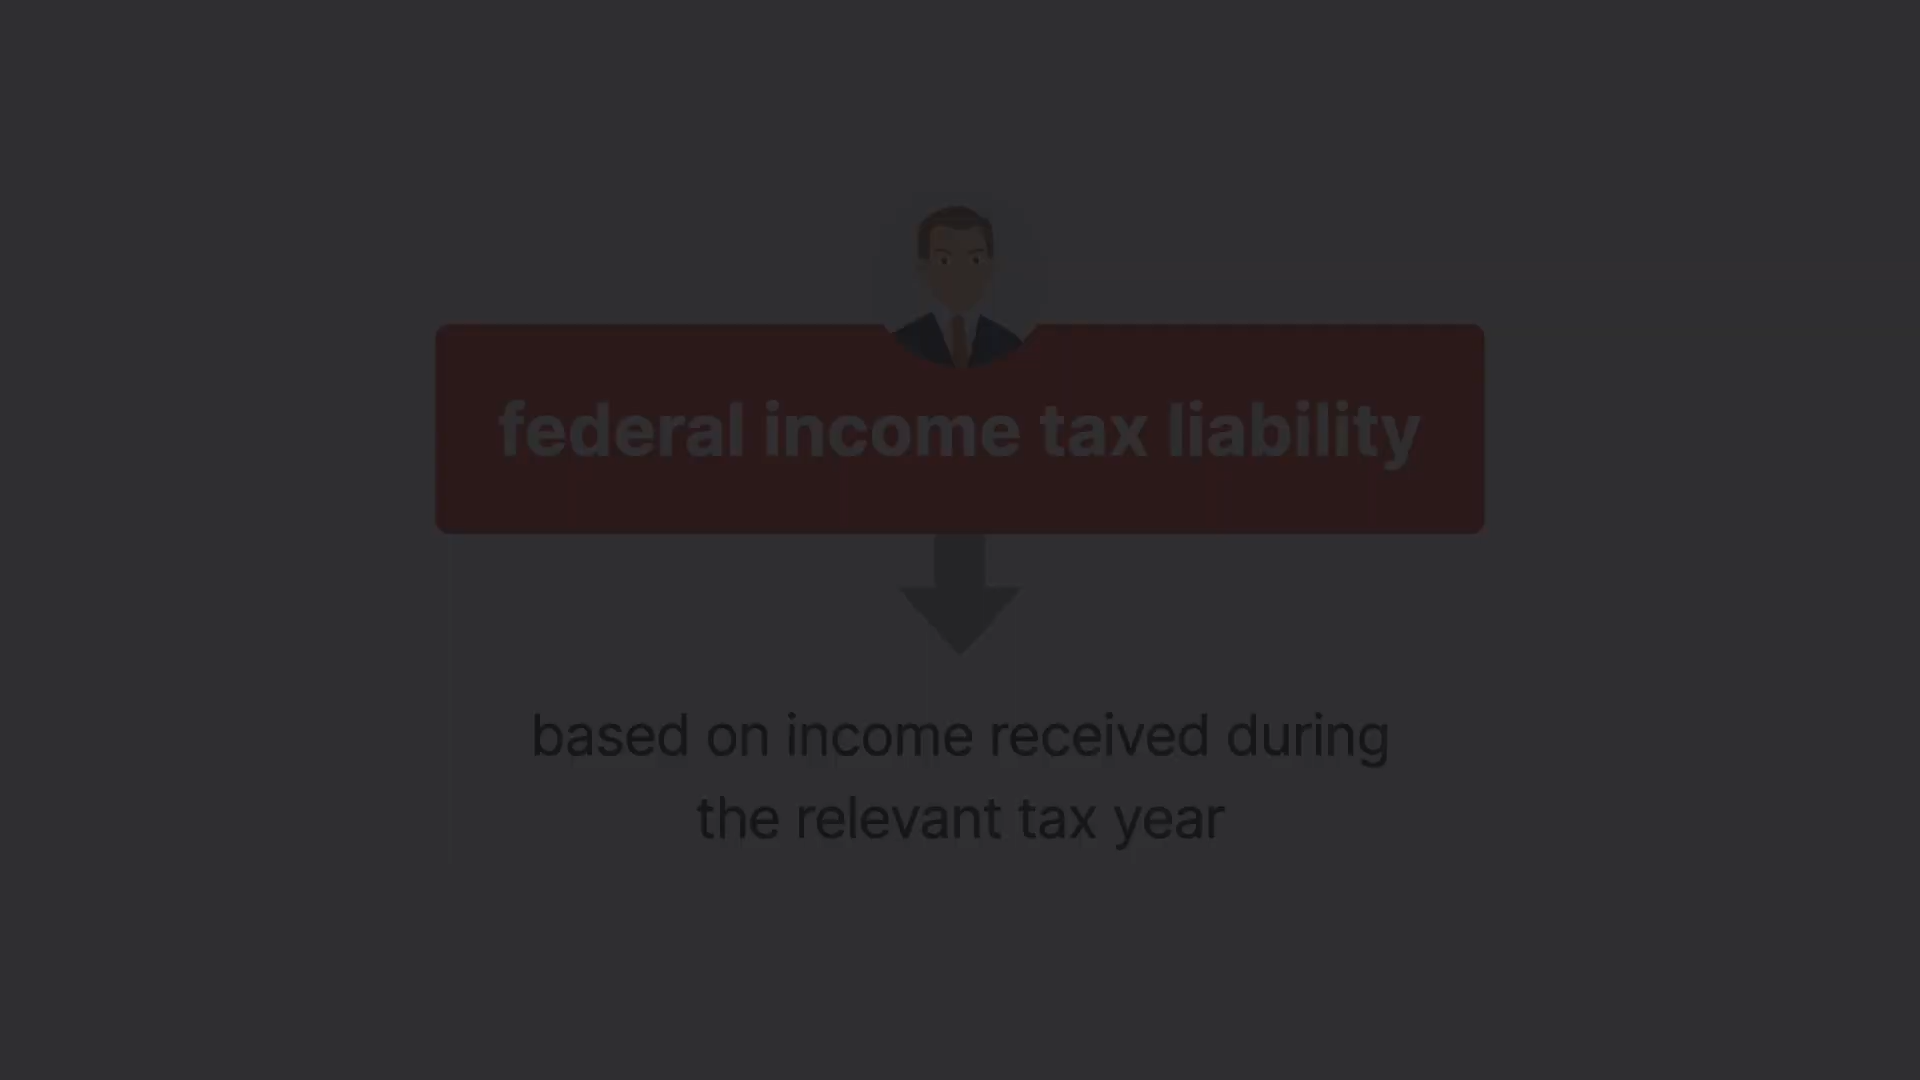 federal income tax liability
based on income received during
the relevant tax year